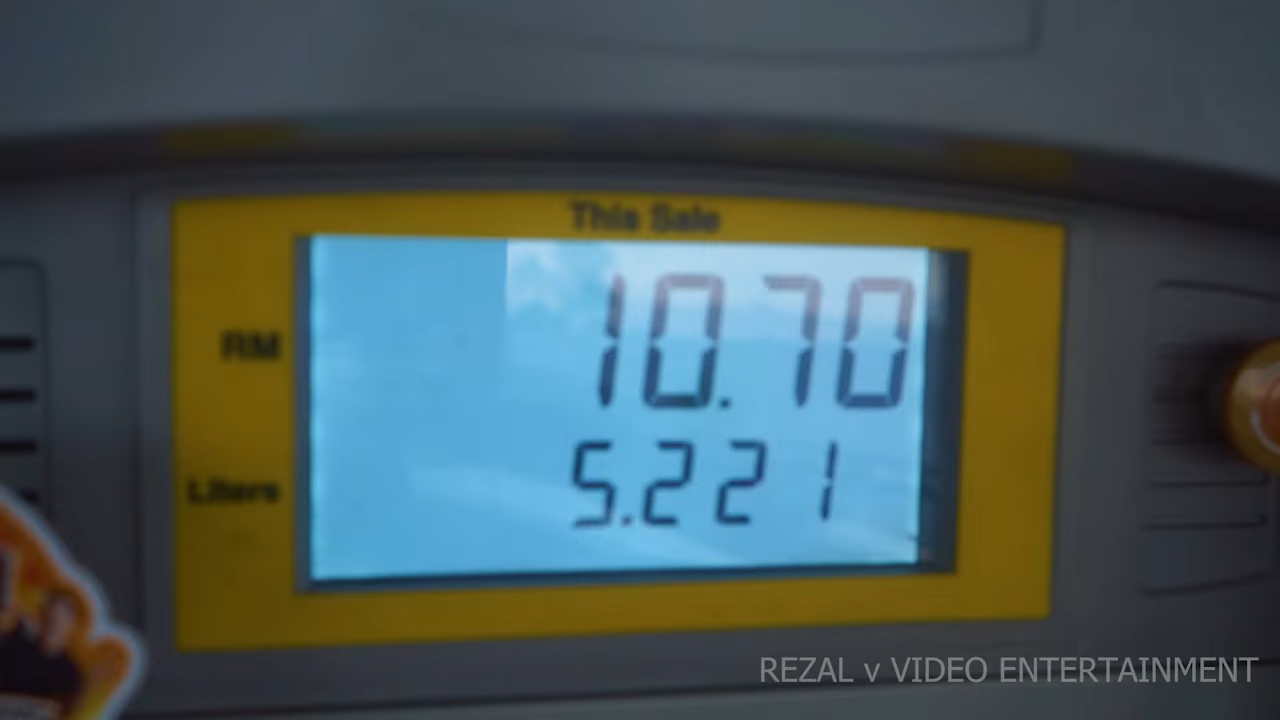 This Sale
RM
10.70
Liters
5.221
REZAL v VIDEO ENTERTAINMENT